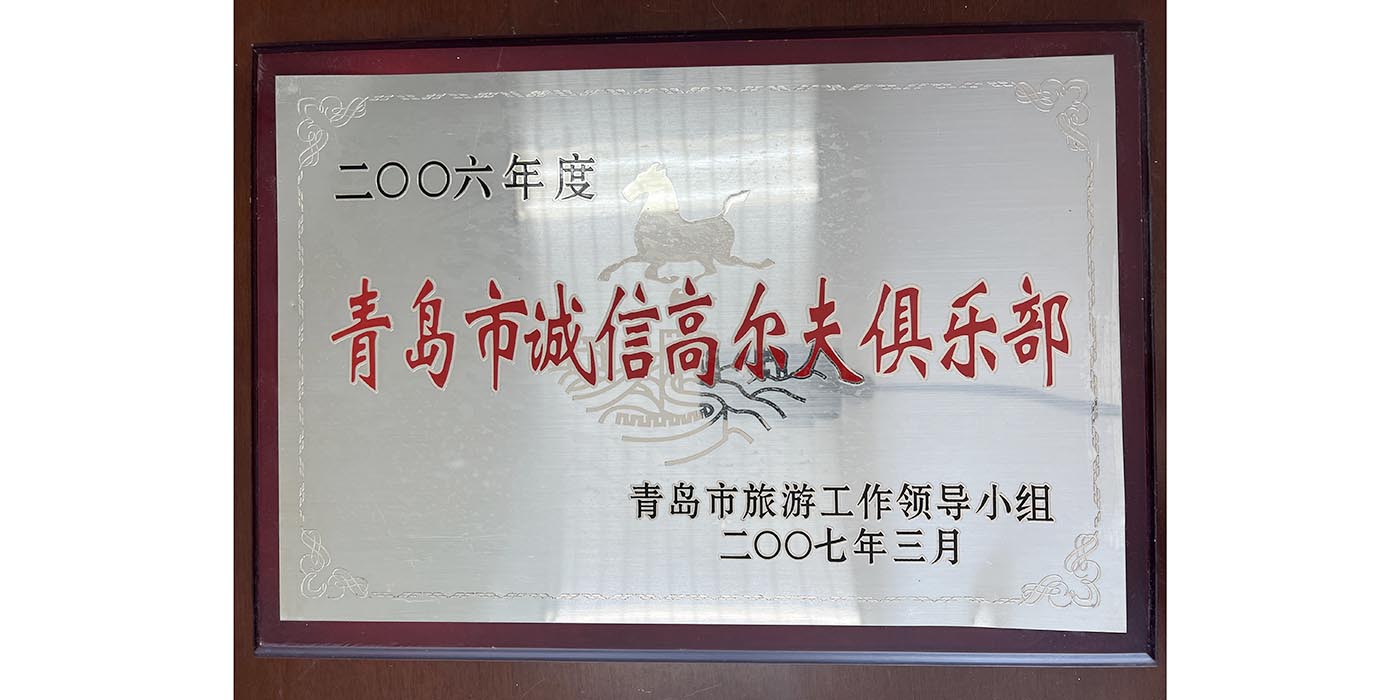 二〇〇六年度
青岛市诚信高尔夫俱乐部
青岛市旅游工作领导小组
二〇〇七年三月